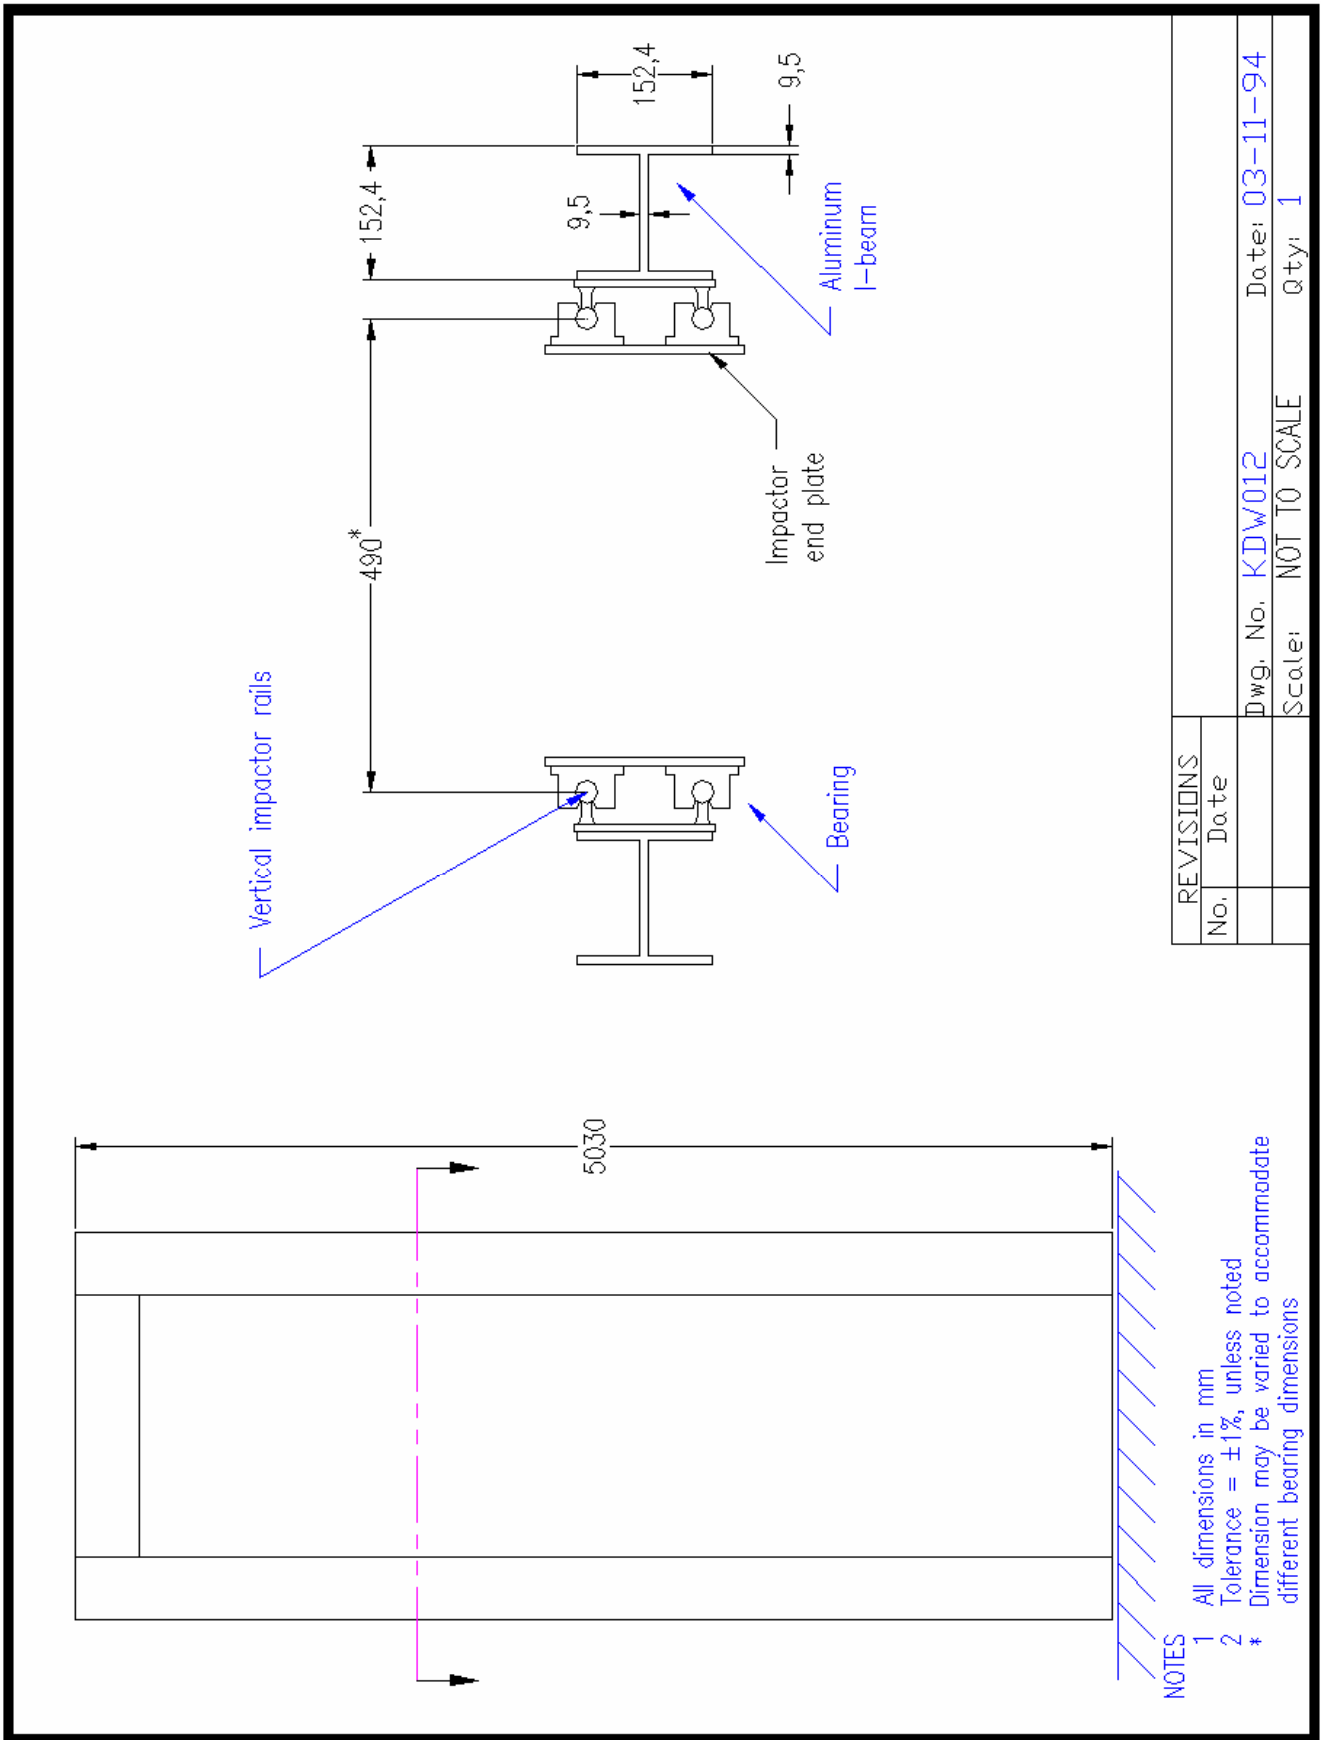 5030
Vertical impactor rails
490*
152,4
152,4
9,5
9,5
Aluminum
I-beam
Impactor
end plate
Bearing
NOTES
1 All dimensions in mm
2 Tolerance = ±1%, unless noted
* Dimension may be varied to accommodate
different bearing dimensions
REVISIONS
No. Date
Dwg. No. KDW012 Date: 03-11-94
Scale: NOT TO SCALE Qty: 1